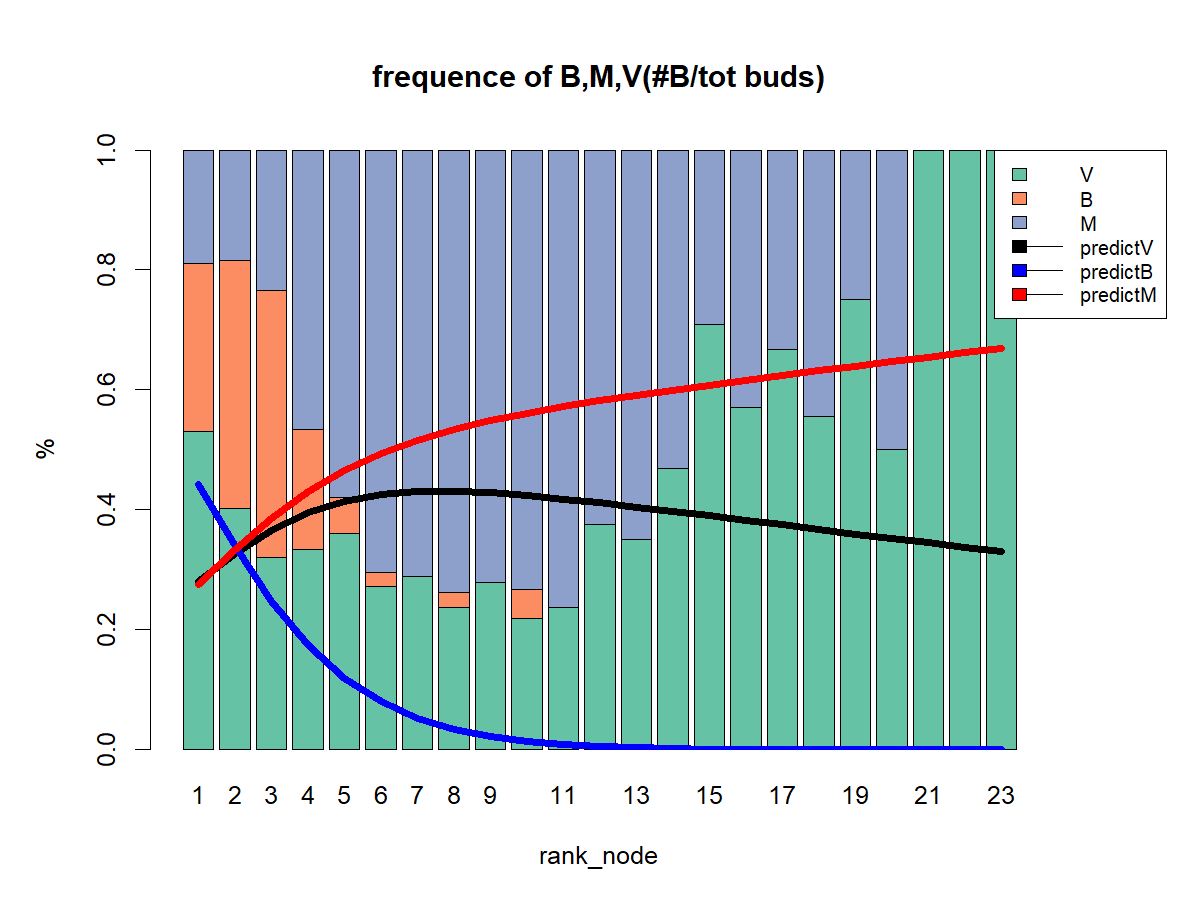 frequence of B,M,V(#B/tot buds)
1.0
0.8
0.6
0.4
0.2
0.0
%
V
B
M
predictV
predictB
predictM
1 2 3 4 5 6 7 8 9 11 13 15 17 19 21 23
rank_node